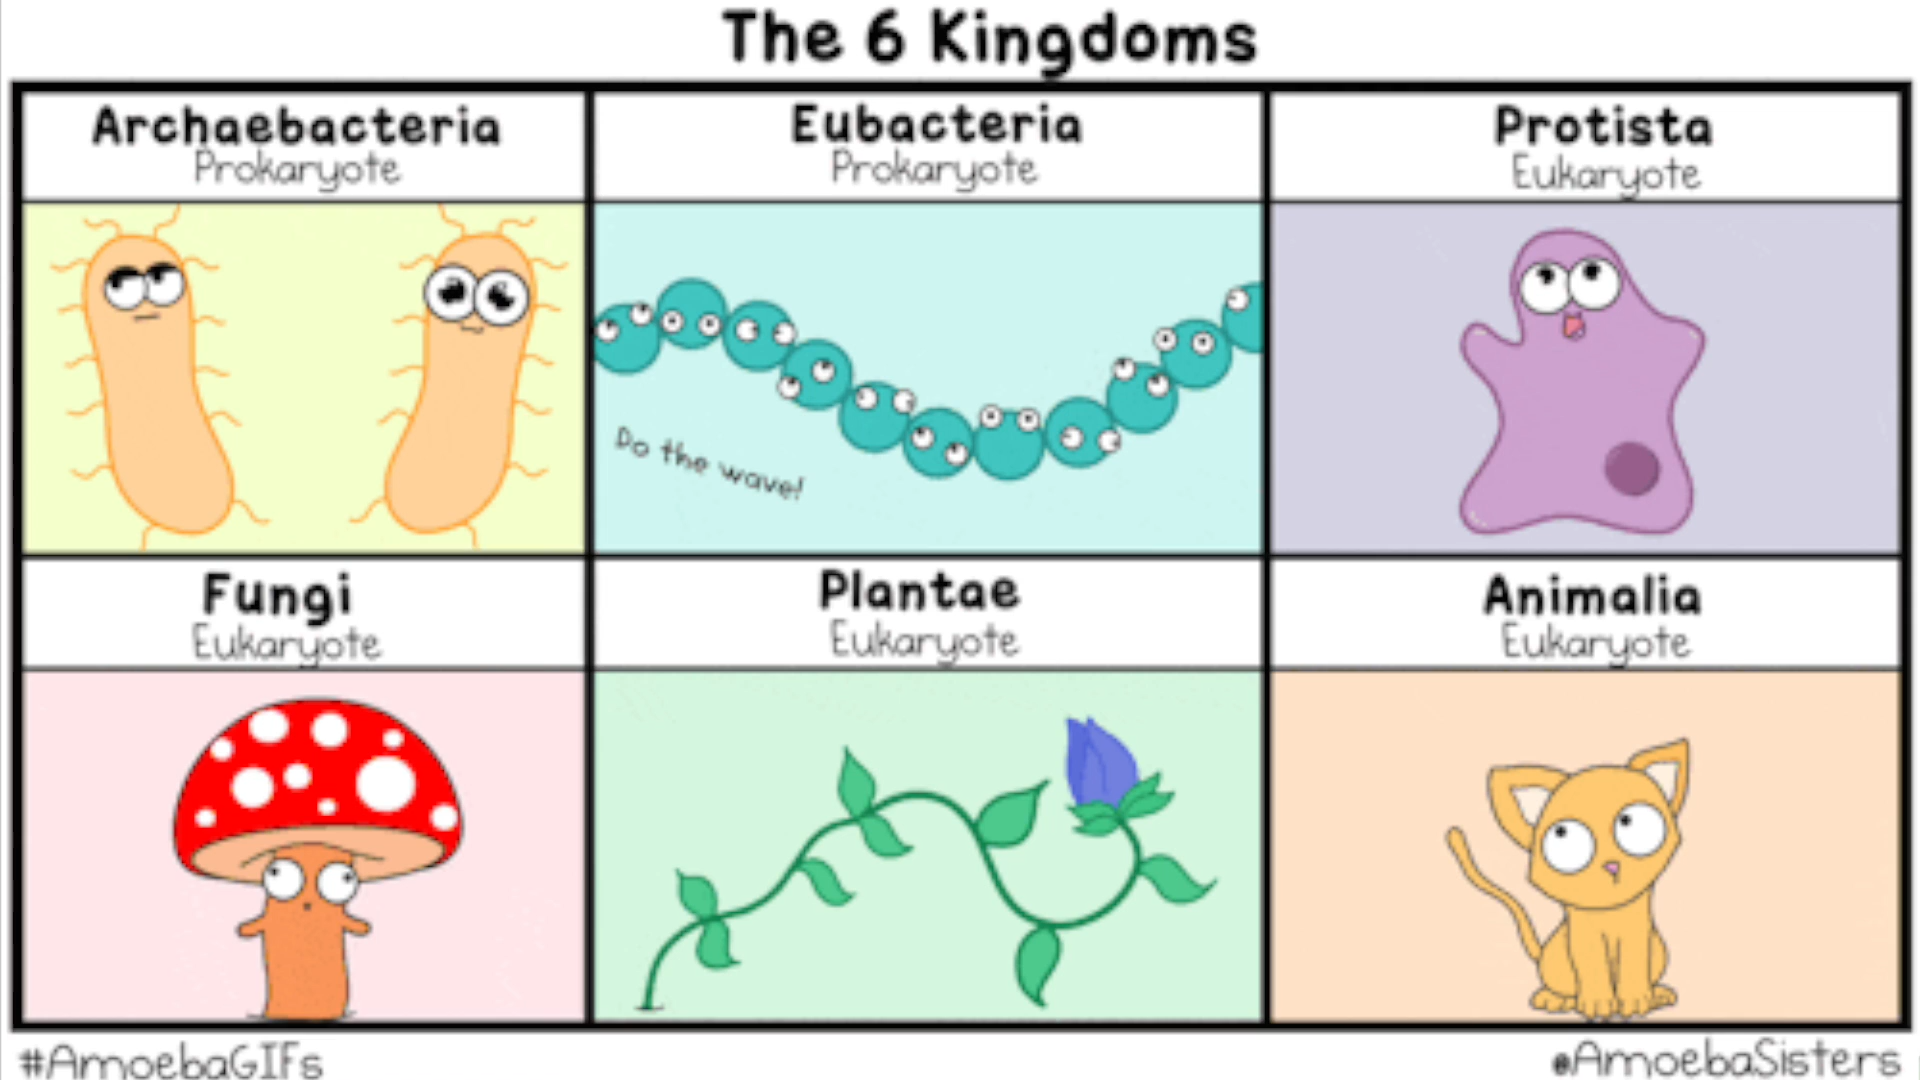 The 6 Kingdoms
Archaebacteria
Prokaryote
Eubacteria
Prokaryote
Protista
Eukaryote
Do the wave!
Fungi
Eukaryote
Plantae
Eukaryote
Animalia
Eukaryote
#AmoebaGIFs
@AmoebaSisters